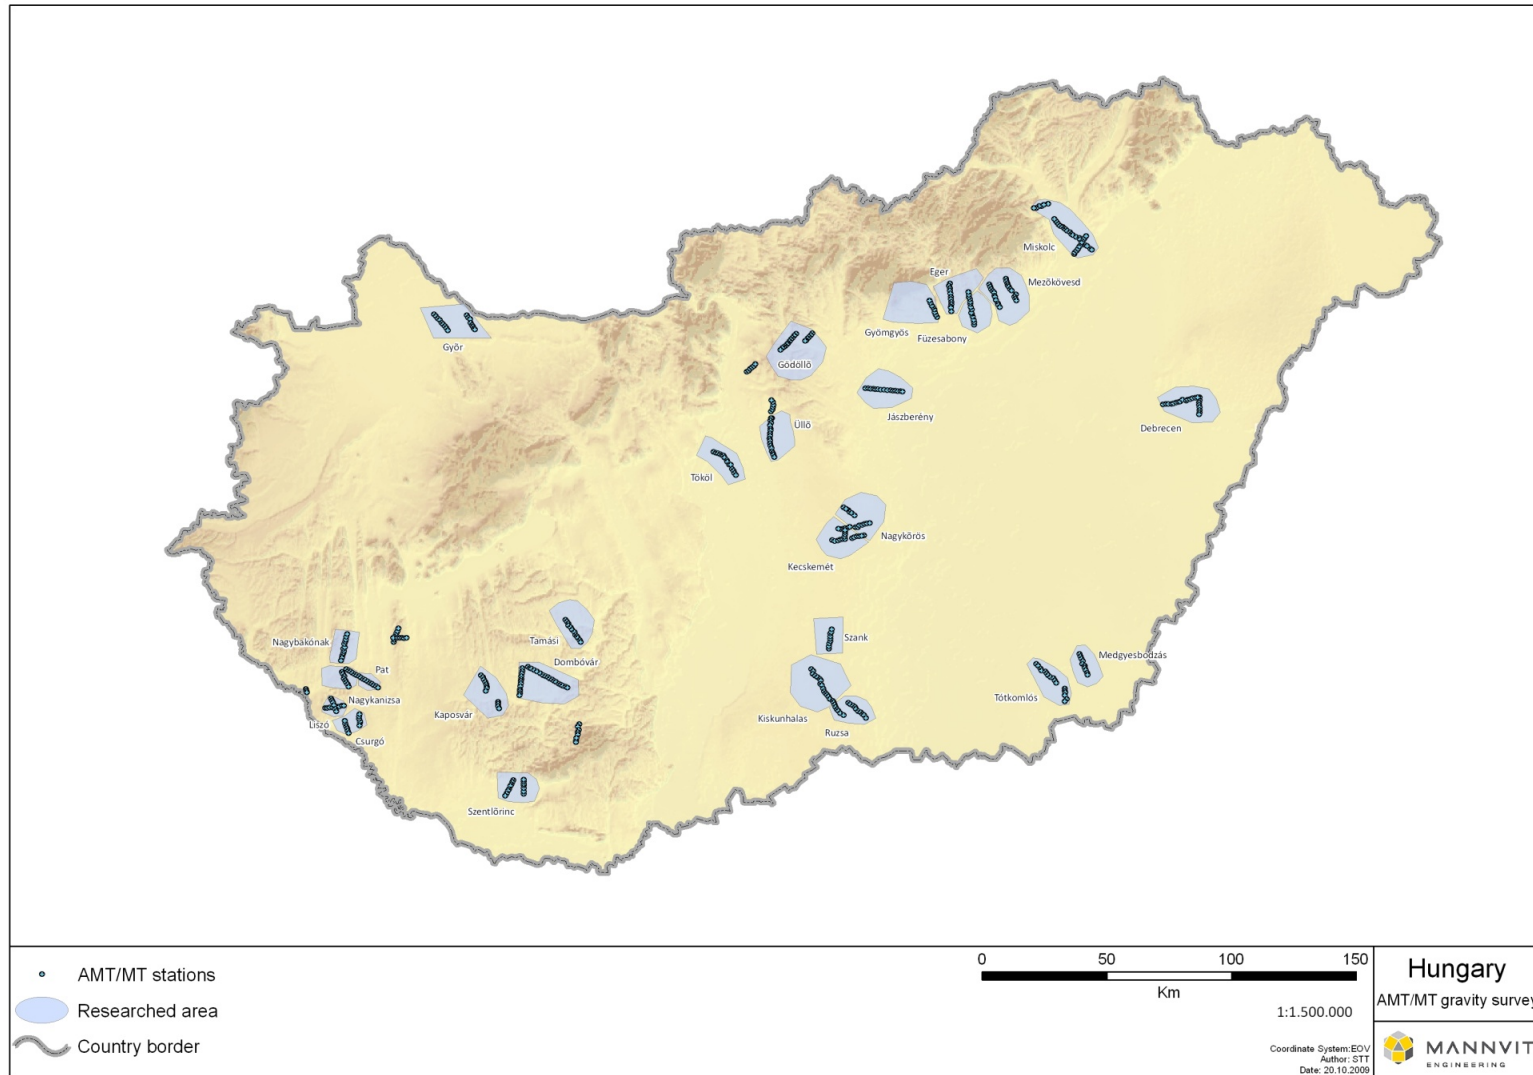 Miskolc
Eger
Mezőkövesd
Gyömgyös
Füzesabony
Győr
Gödöllő
Jászberény
Üllő
Debrecen
Tököl
Nagykőrös
Kecskemét
Nagybakónak
Tamási
Szank
Pat
Dombóvár
Medgyesbodzás
Nagykanizsa
Tótkomlós
Kaposvár
Kiskunhalas
Liszó
Ruzsa
Csurgó
Szentlőrinc
AMT/MT stations
Researched area
Country border
0 50 100 150
Km
1:1.500.000
Coordinate System:EOV
Author: STT
Date: 20.10.2009
Hungary
AMT/MT gravity survey
MANNVIT
ENGINEERING